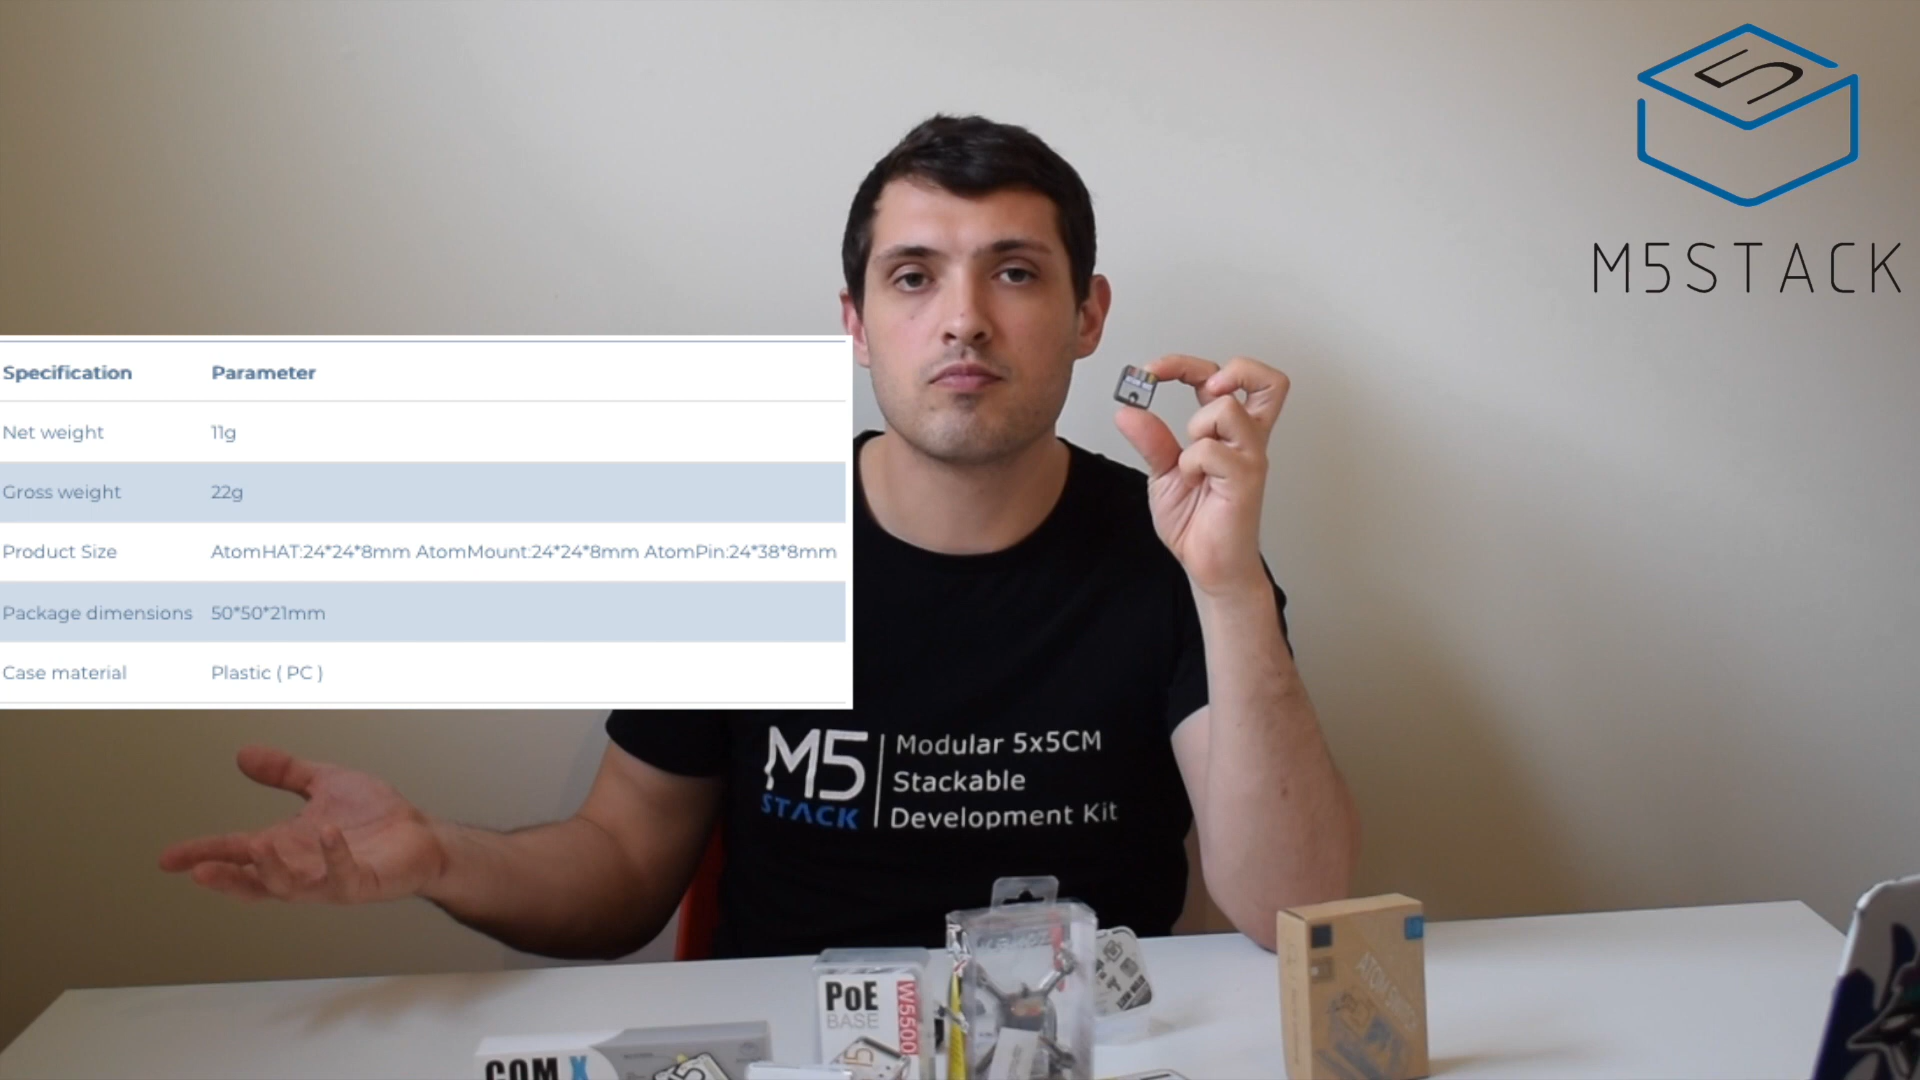 M5STACK
Specification Parameter
Net weight 11g
Gross weight 22g
Product Size AtomHAT:24*24*8mm AtomMount:24*24*8mm AtomPin:24*38*8mm
Package dimensions 50*50*21mm
Case material Plastic ( PC )
M5 STACK
Modular 5x5CM
Stackable
Development Kit
PoE
BASE
W5500
COM X